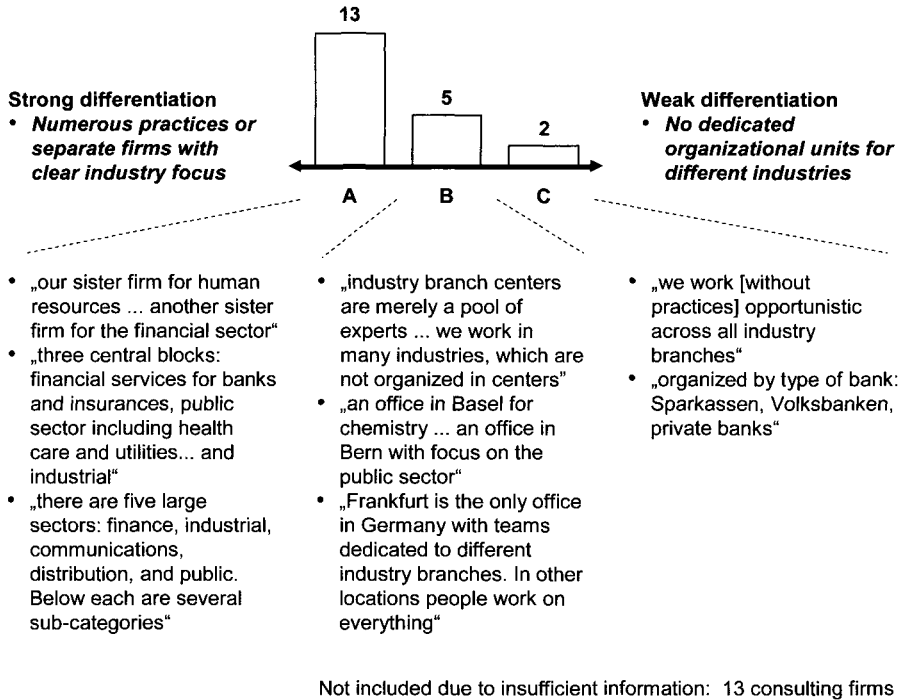 13
5
2
Strong differentiation
• Numerous practices or
separate firms with
clear industry focus
Weak differentiation
• No dedicated
organizational units for
different industries
A
B
C
• „our sister firm for human
resources ... another sister
firm for the financial sector“
• „three central blocks:
financial services for banks
and insurances, public
sector including health
care and utilities... and
industrial“
• „there are five large
sectors: finance, industrial,
communications,
distribution, and public.
Below each are several
sub-categories“
• „industry branch centers
are merely a pool of
experts ... we work in
many industries, which are
not organized in centers“
• „an office in Basel for
chemistry ... an office in
Bern with focus on the
public sector“
• „Frankfurt is the only office
in Germany with teams
dedicated to different
industry branches. In other
locations people work on
everything“
• „we work [without
practices] opportunistic
across all industry
branches“
• „organized by type of bank:
Sparkassen, Volksbanken,
private banks“
Not included due to insufficient information: 13 consulting firms